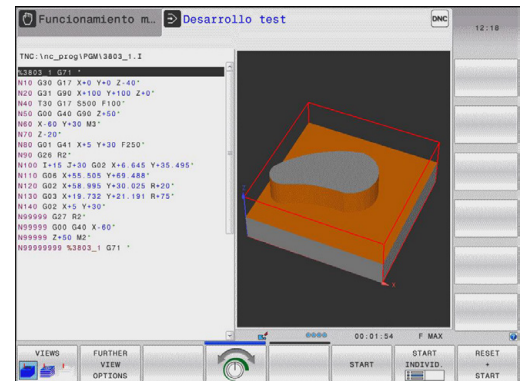 Funcionamiento m... Desarrollo test DNC
12:18
TNC:\nc_prog\PGM\3803_1.I
%3803_1 G71 *
N10 G30 G17 X+0 Y+0 Z-40*
N20 G31 G90 X+100 Y+100 Z+0*
N40 T30 G17 S500 F100*
N50 G00 G40 G90 Z+50*
N60 X-60 Y+30 M3*
N70 Z-20*
N80 G01 G41 X+5 Y+30 F250*
N90 G26 R2*
N100 I+15 J+30 G02 X+6.645 Y+35.495*
N110 G06 X+55.505 Y+69.488*
N120 G02 X+58.995 Y+30.025 R+20*
N130 G03 X+19.732 Y+21.191 R+75*
N140 G02 X+5 Y+30*
N99999 G27 R2*
N99999 G00 G40 X-60*
N99999 Z+50 M2*
N99999999 %3803_1 G71 *
Z
X
00:01:54 F MAX
VIEWS
FURTHER
VIEW
OPTIONS
START
START
INDIVID.
RESET
+
START